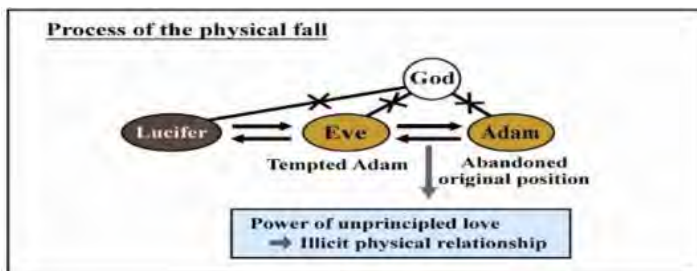 Process of the physical fall
God
Lucifer
Eve
Adam
Tempted Adam
Abandoned
original position
Power of unprincipled love
➡ Illicit physical relationship